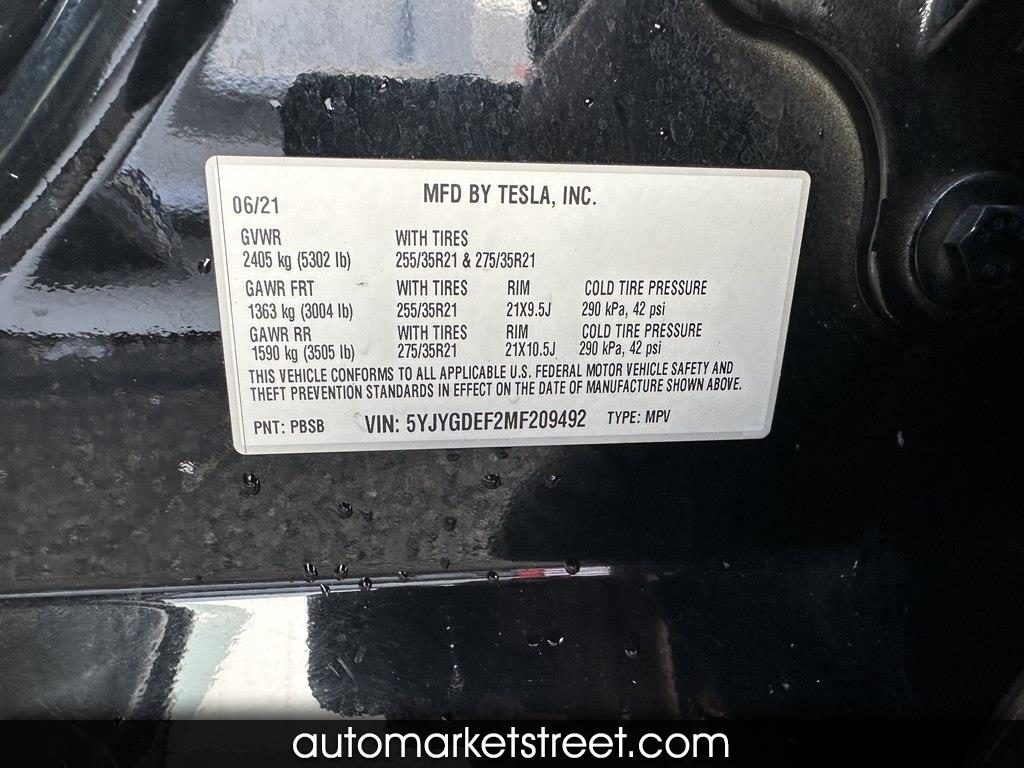 06/21 MFD BY TESLA, INC.
GVWR WITH TIRES
2405 kg (5302 lb) 255/35R21 & 275/35R21
GAWR FRT WITH TIRES RIM COLD TIRE PRESSURE
1363 kg (3004 lb) 255/35R21 21X9.5J 290 kPa, 42 psi
GAWR RR WITH TIRES RIM COLD TIRE PRESSURE
1590 kg (3505 lb) 275/35R21 21X10.5J 290 kPa, 42 psi
THIS VEHICLE CONFORMS TO ALL APPLICABLE U.S. FEDERAL MOTOR VEHICLE SAFETY AND
THEFT PREVENTION STANDARDS IN EFFECT ON THE DATE OF MANUFACTURE SHOWN ABOVE.
PNT: PBSB VIN: 5YJYGDEF2MF209492 TYPE: MPV
automarketstreet.com